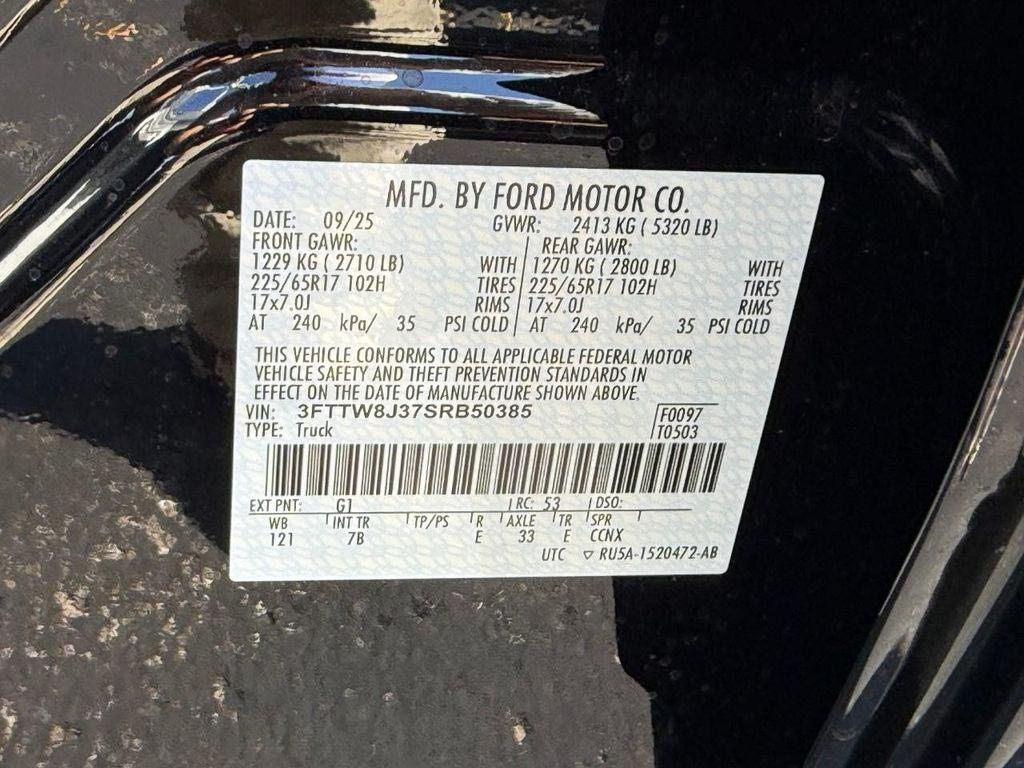 MFD. BY FORD MOTOR CO.
DATE: 09/25 GVWR: 2413 KG ( 5320 LB)
FRONT GAWR: REAR GAWR:
1229 KG ( 2710 LB) WITH 1270 KG ( 2800 LB) WITH
225/65R17 102H TIRES 225/65R17 102H TIRES
17x7.0J RIMS 17x7.0J RIMS
AT 240 kPa/ 35 PSI COLD AT 240 kPa/ 35 PSI COLD
THIS VEHICLE CONFORMS TO ALL APPLICABLE FEDERAL MOTOR
VEHICLE SAFETY AND THEFT PREVENTION STANDARDS IN
EFFECT ON THE DATE OF MANUFACTURE SHOWN ABOVE.
VIN: 3FTTW8J37SRB50385 F0097
TYPE: Truck T0503
EXT PNT: G1 RC: 53 DSO:
WB INT TR TP/PS R AXLE TR SPR
121 7B E 33 E CCNX
UTC ▽ RU5A-1520472-AB